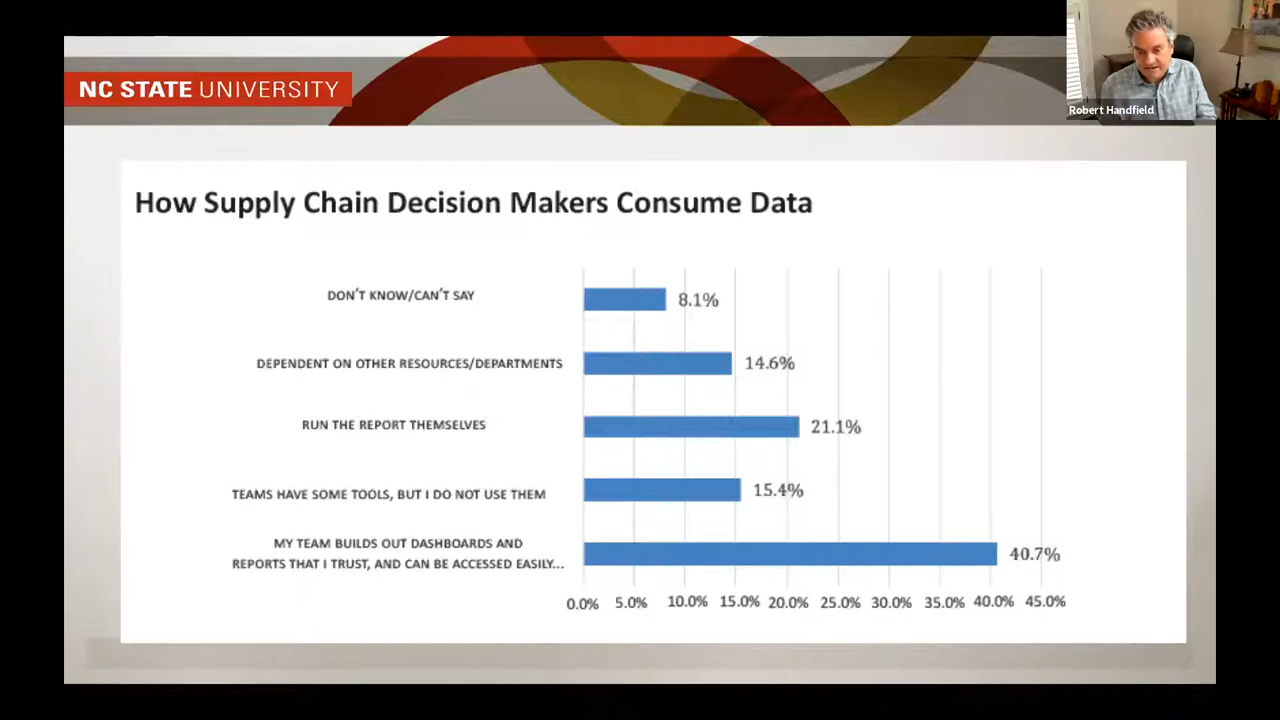 NC STATE UNIVERSITY
Robert Handfield
How Supply Chain Decision Makers Consume Data
DON'T KNOW/CAN'T SAY
8.1%
DEPENDENT ON OTHER RESOURCES/DEPARTMENTS
14.6%
RUN THE REPORT THEMSELVES
21.1%
TEAMS HAVE SOME TOOLS, BUT I DO NOT USE THEM
15.4%
MY TEAM BUILDS OUT DASHBOARDS AND
REPORTS THAT I TRUST, AND CAN BE ACCESSED EASILY...
40.7%
0.0% 5.0% 10.0% 15.0% 20.0% 25.0% 30.0% 35.0% 40.0% 45.0%